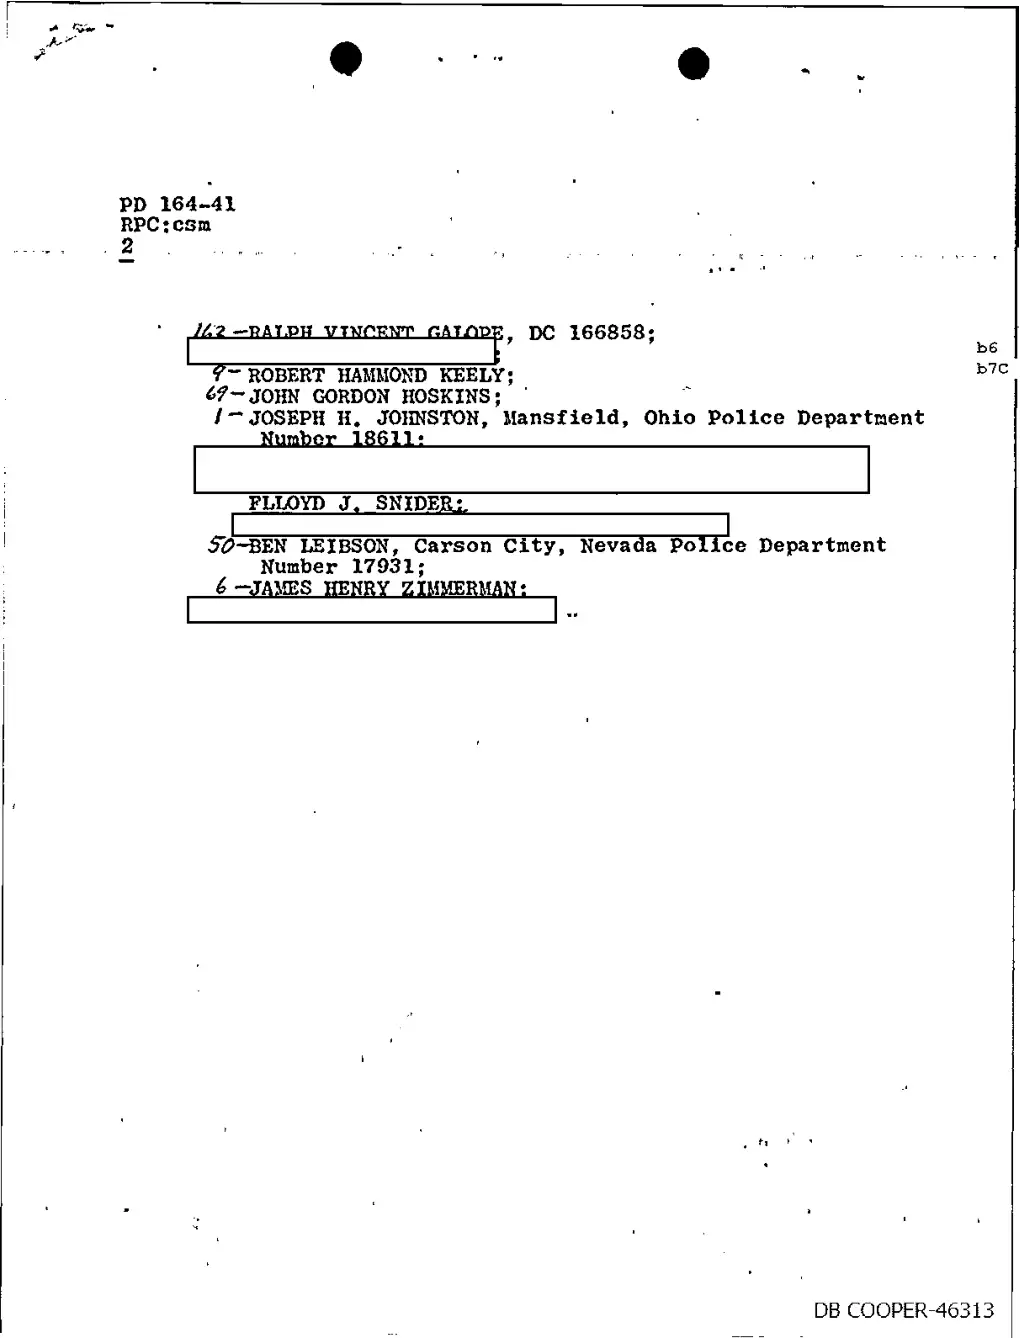 PD 164-41
RPC:csm
2
162 - RALPH VINCENT GALOPE, DC 166858;
b6
b7C
9 - ROBERT HAMMOND KEELY;
69 - JOHN GORDON HOSKINS;
1 - JOSEPH H. JOHNSTON, Mansfield, Ohio Police Department
Number 18611;
FLLOYD J. SNIDER;
50 - BEN LEIBSON, Carson City, Nevada Police Department
Number 17931;
6 - JAMES HENRY ZIMMERMAN;
DB COOPER-46313